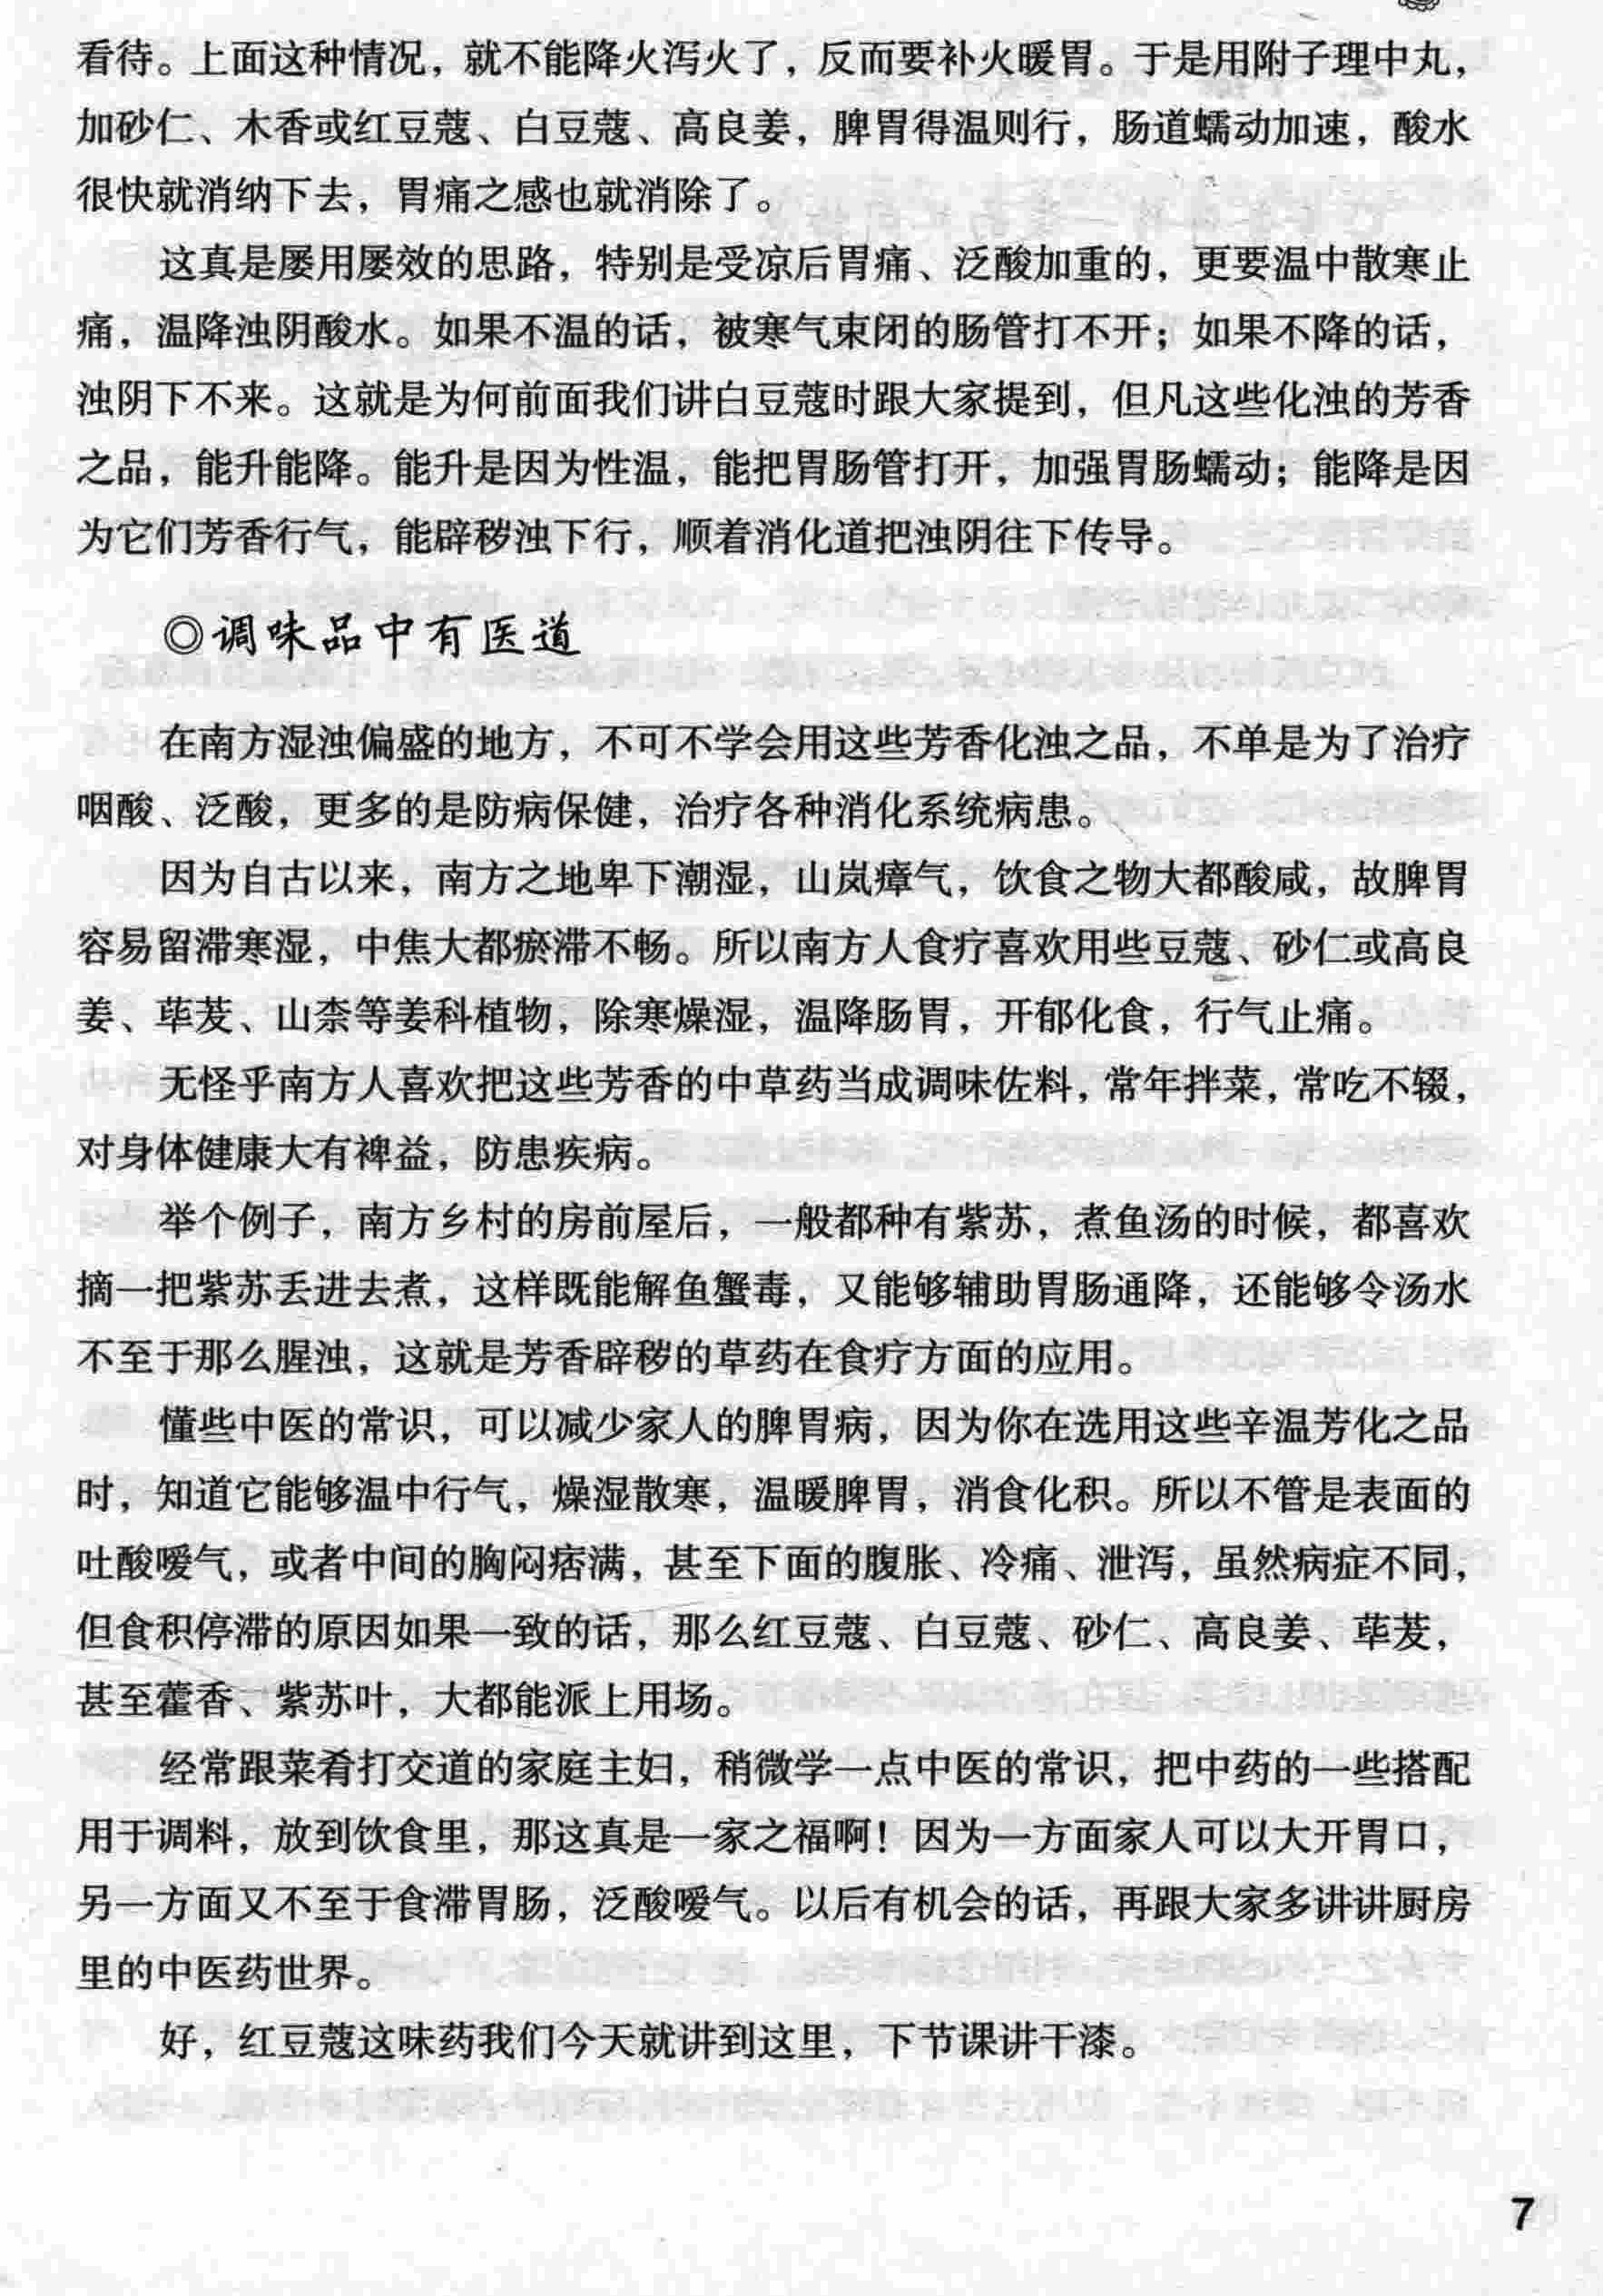 看待。上面这种情况，就不能降火泻火了，反而要补火暖胃。于是用附子理中丸，
加砂仁、木香或红豆蔻、白豆蔻、高良姜，脾胃得温则行，肠道蠕动加速，酸水
很快就消纳下去，胃痛之感也就消除了。
这真是屡用屡效的思路，特别是受凉后胃痛、泛酸加重的，更要温中散寒止
痛，温降浊阴酸水。如果不温的话，被寒气束闭的肠管打不开；如果不降的话，
浊阴下不来。这就是为何前面我们讲白豆蔻时跟大家提到，但凡这些化浊的芳香
之品，能升能降。能升是因为性温，能把胃肠管打开，加强胃肠蠕动；能降是因
为它们芳香行气，能辟秽浊下行，顺着消化道把浊阴往下传导。
◎调味品中有医道
在南方湿浊偏盛的地方，不可不学会用这些芳香化浊之品，不单是为了治疗
咽酸、泛酸，更多的是防病保健，治疗各种消化系统病患。
因为自古以来，南方之地卑下潮湿，山岚瘴气，饮食之物大都酸咸，故脾胃
容易留滞寒湿，中焦大都瘀滞不畅。所以南方人食疗喜欢用些豆蔻、砂仁或高良
姜、荜茇、山柰等姜科植物，除寒燥湿，温降肠胃，开郁化食，行气止痛。
无怪乎南方人喜欢把这些芳香的中草药当成调味佐料，常年拌菜，常吃不辍，
对身体健康大有裨益，防患疾病。
举个例子，南方乡村的房前屋后，一般都种有紫苏，煮鱼汤的时候，都喜欢
摘一把紫苏丢进去煮，这样既能解鱼蟹毒，又能够辅助胃肠通降，还能够令汤水
不至于那么腥浊，这就是芳香辟秽的草药在食疗方面的应用。
懂些中医的常识，可以减少家人的脾胃病，因为你在选用这些辛温芳化之品
时，知道它能够温中行气，燥湿散寒，温暖脾胃，消食化积。所以不管是表面的
吐酸嗳气，或者中间的胸闷痞满，甚至下面的腹胀、冷痛、泄泻，虽然病症不同，
但食积停滞的原因如果一致的话，那么红豆蔻、白豆蔻、砂仁、高良姜、荜茇，
甚至藿香、紫苏叶，大都能派上用场。
经常跟菜肴打交道的家庭主妇，稍微学一点中医的常识，把中药的一些搭配
用于调料，放到饮食里，那这真是一家之福啊！因为一方面家人可以大开胃口，
另一方面又不至于食滞胃肠，泛酸嗳气。以后有机会的话，再跟大家多讲讲厨房
里的中医药世界。
好，红豆蔻这味药我们今天就讲到这里，下节课讲干漆。
7